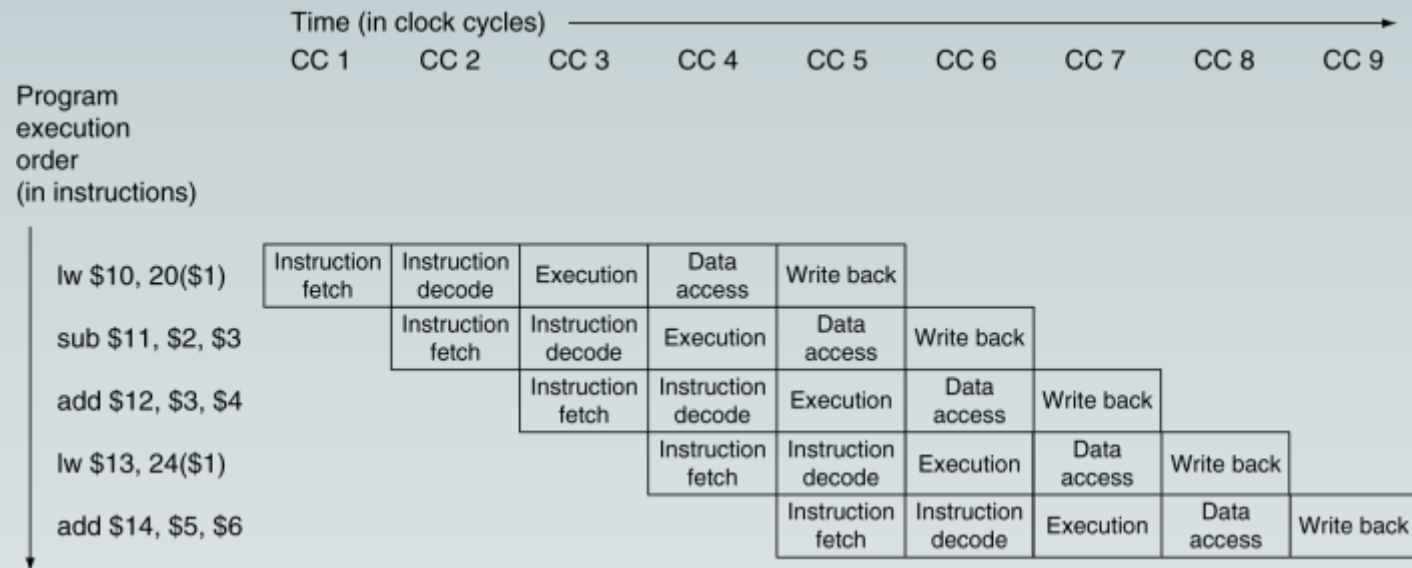 Time (in clock cycles)
CC 1 CC 2 CC 3 CC 4 CC 5 CC 6 CC 7 CC 8 CC 9
Program
execution
order
(in instructions)
lw $10, 20($1) Instruction fetch Instruction decode Execution Data access Write back
sub $11, $2, $3 Instruction fetch Instruction decode Execution Data access Write back
add $12, $3, $4 Instruction fetch Instruction decode Execution Data access Write back
lw $13, 24($1) Instruction fetch Instruction decode Execution Data access Write back
add $14, $5, $6 Instruction fetch Instruction decode Execution Data access Write back